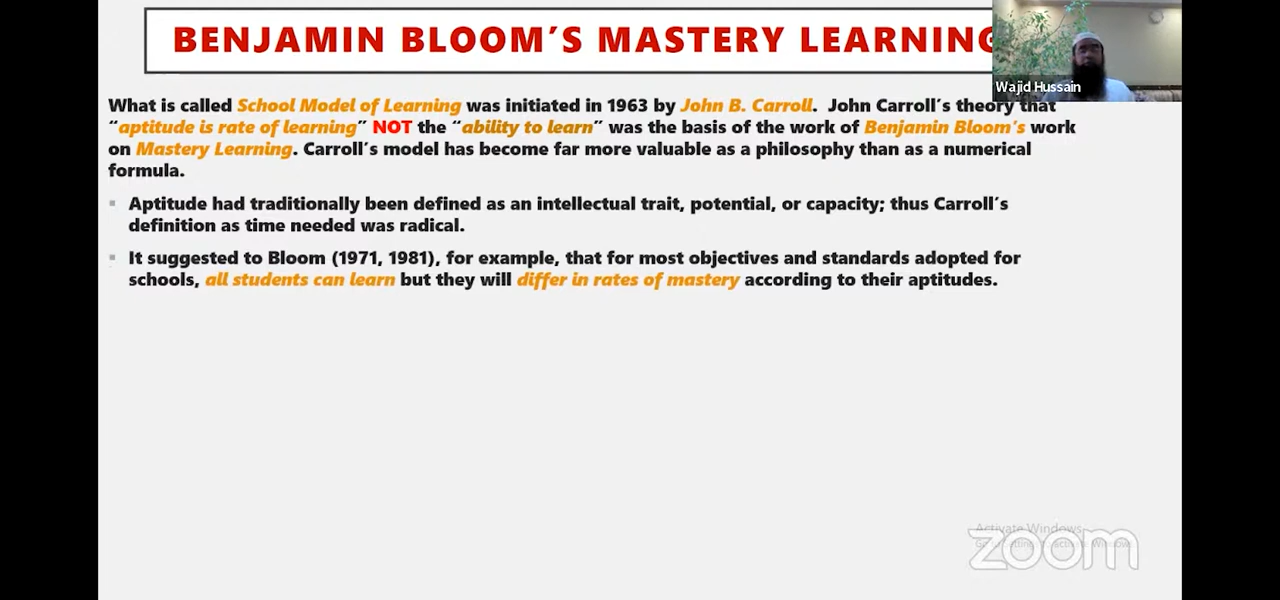 BENJAMIN BLOOM'S MASTERY LEARNING
Wajid Hussain
What is called School Model of Learning was initiated in 1963 by John B. Carroll. John Carroll's theory that
“aptitude is rate of learning” NOT the “ability to learn” was the basis of the work of Benjamin Bloom's work
on Mastery Learning. Carroll's model has become far more valuable as a philosophy than as a numerical
formula.
Aptitude had traditionally been defined as an intellectual trait, potential, or capacity; thus Carroll's
definition as time needed was radical.
It suggested to Bloom (1971, 1981), for example, that for most objectives and standards adopted for
schools, all students can learn but they will differ in rates of mastery according to their aptitudes.
Activate Windows
zoom